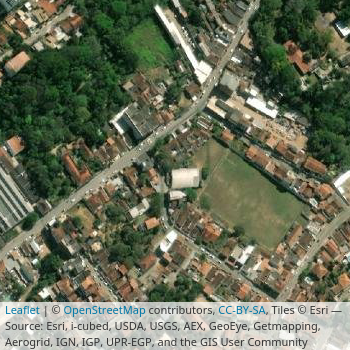 Leaflet | © OpenStreetMap contributors, CC-BY-SA, Tiles © Esri —
Source: Esri, i-cubed, USDA, USGS, AEX, GeoEye, Getmapping,
Aerogrid, IGN, IGP, UPR-EGP, and the GIS User Community